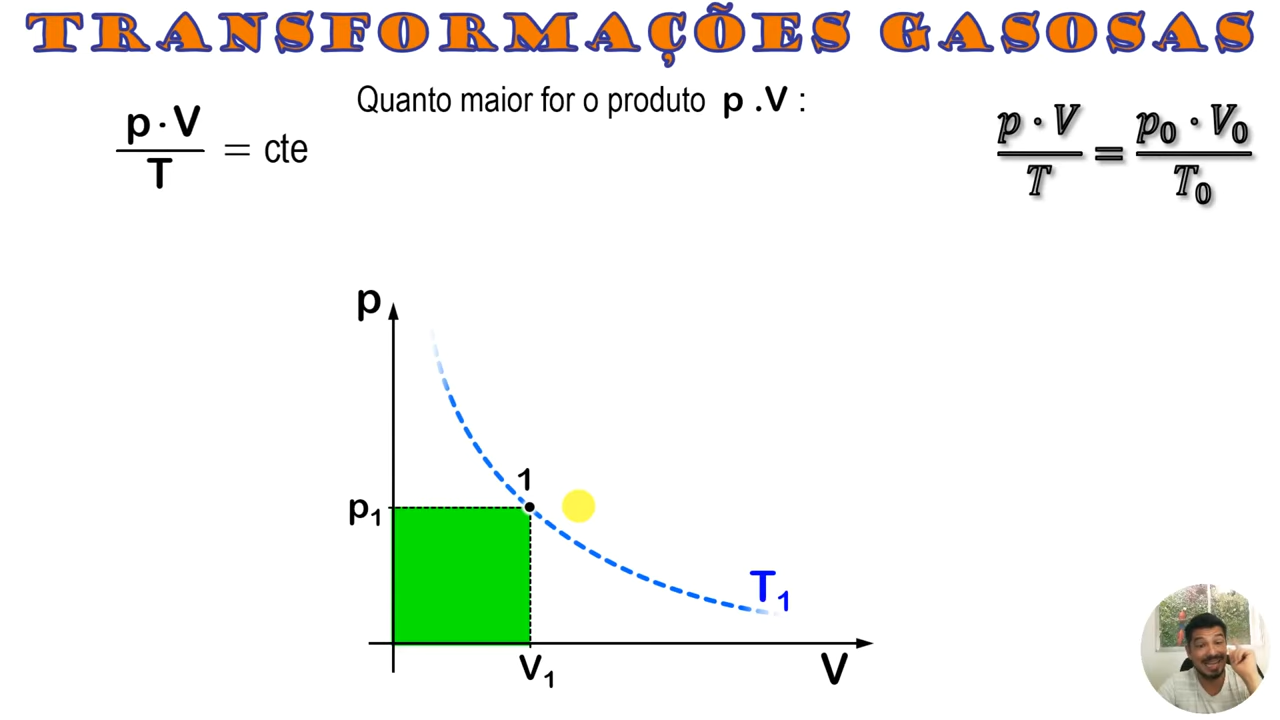 TRANSFORMAÇÕES GASOSAS
Quanto maior for o produto p . V :
p · V
T
= cte
p · V
T
=
p₀ · V₀
T₀
p
1
p₁
T₁
V₁
V